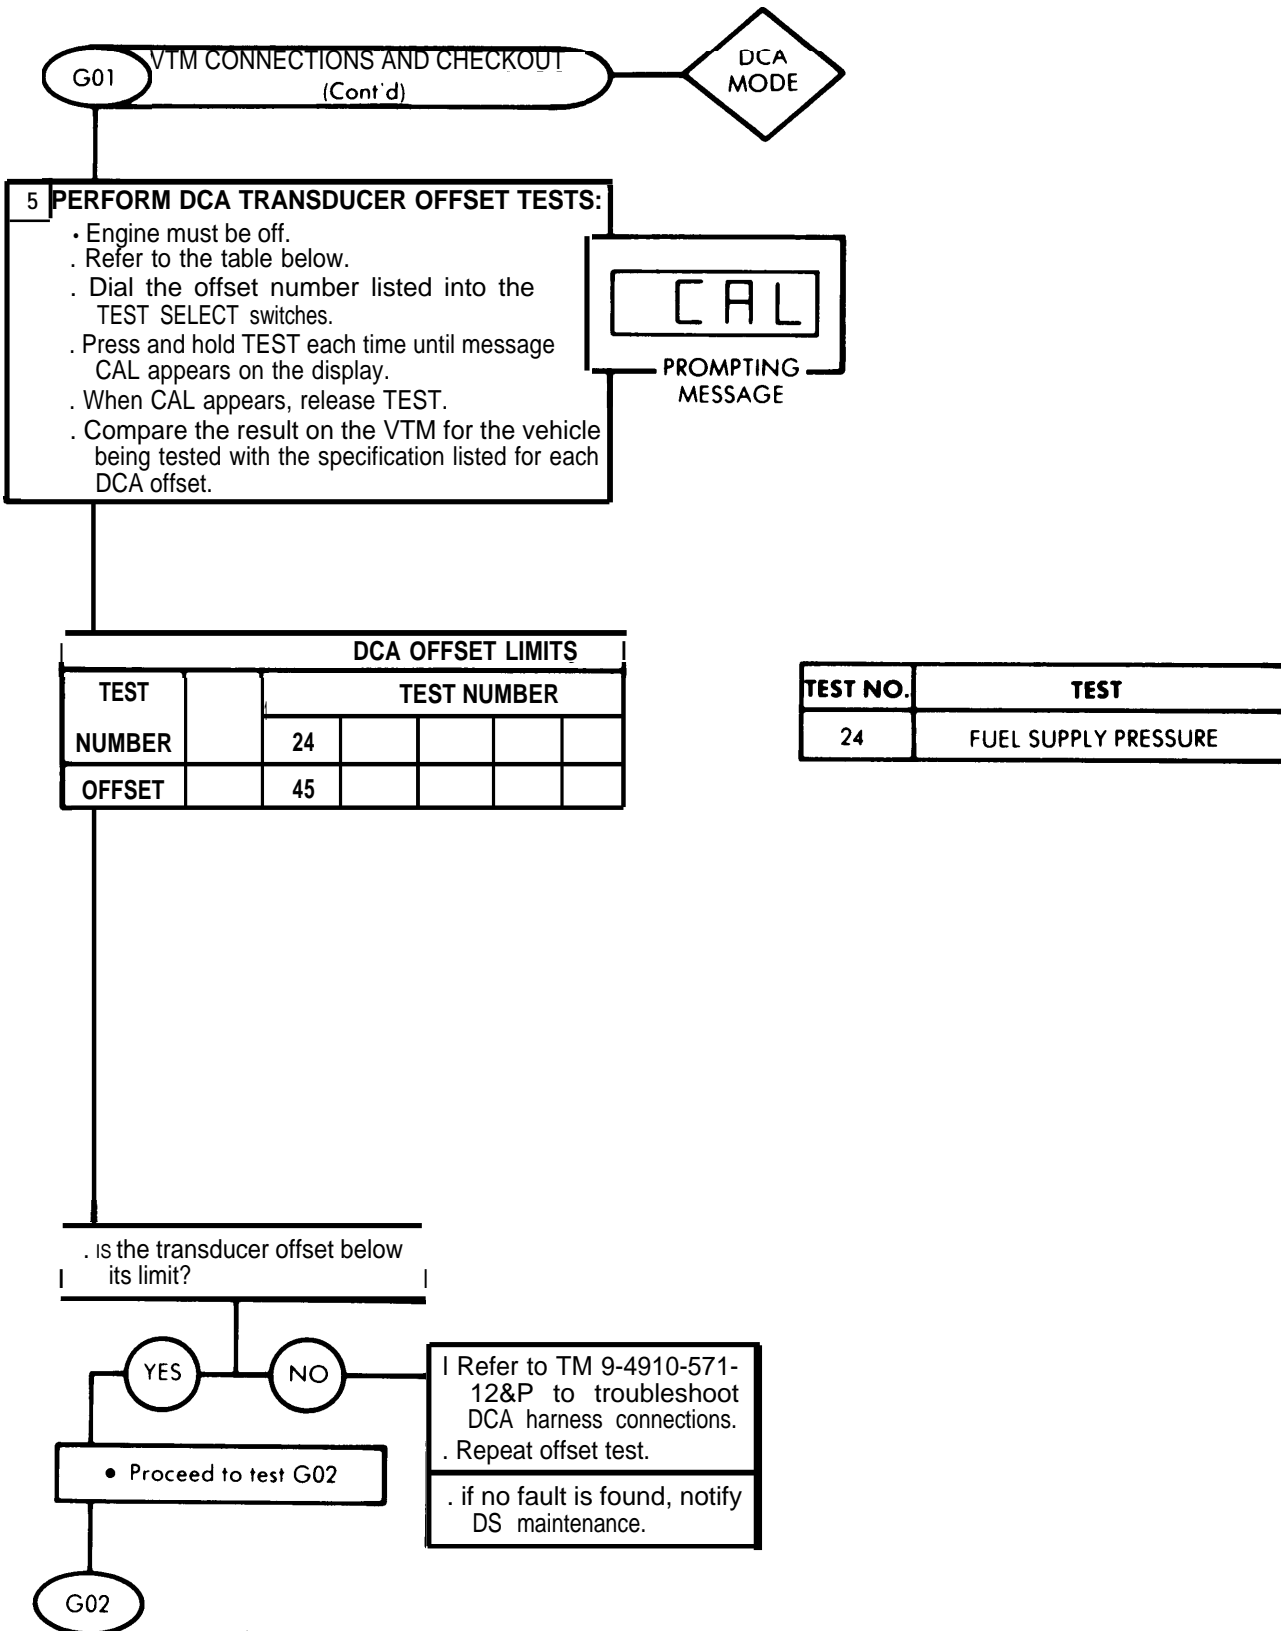 G01
VTM CONNECTIONS AND CHECKOUT
(Cont'd)
DCA
MODE
5 PERFORM DCA TRANSDUCER OFFSET TESTS:
• Engine must be off.
. Refer to the table below.
. Dial the offset number listed into the
TEST SELECT switches.
. Press and hold TEST each time until message
CAL appears on the display.
. When CAL appears, release TEST.
. Compare the result on the VTM for the vehicle
being tested with the specification listed for each
DCA offset.
CAL
PROMPTING
MESSAGE
DCA OFFSET LIMITS
TEST TEST NUMBER
NUMBER 24
OFFSET 45
TEST NO. TEST
24 FUEL SUPPLY PRESSURE
. IS the transducer offset below
its limit?
YES NO
I Refer to TM 9-4910-571-
12&P to troubleshoot
DCA harness connections.
. Repeat offset test.
. if no fault is found, notify
DS maintenance.
• Proceed to test G02
G02